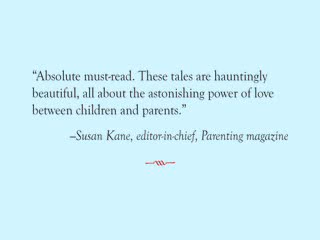 “Absolute must-read. These tales are hauntingly
beautiful, all about the astonishing power of love
between children and parents.”
–Susan Kane, editor-in-chief, Parenting magazine